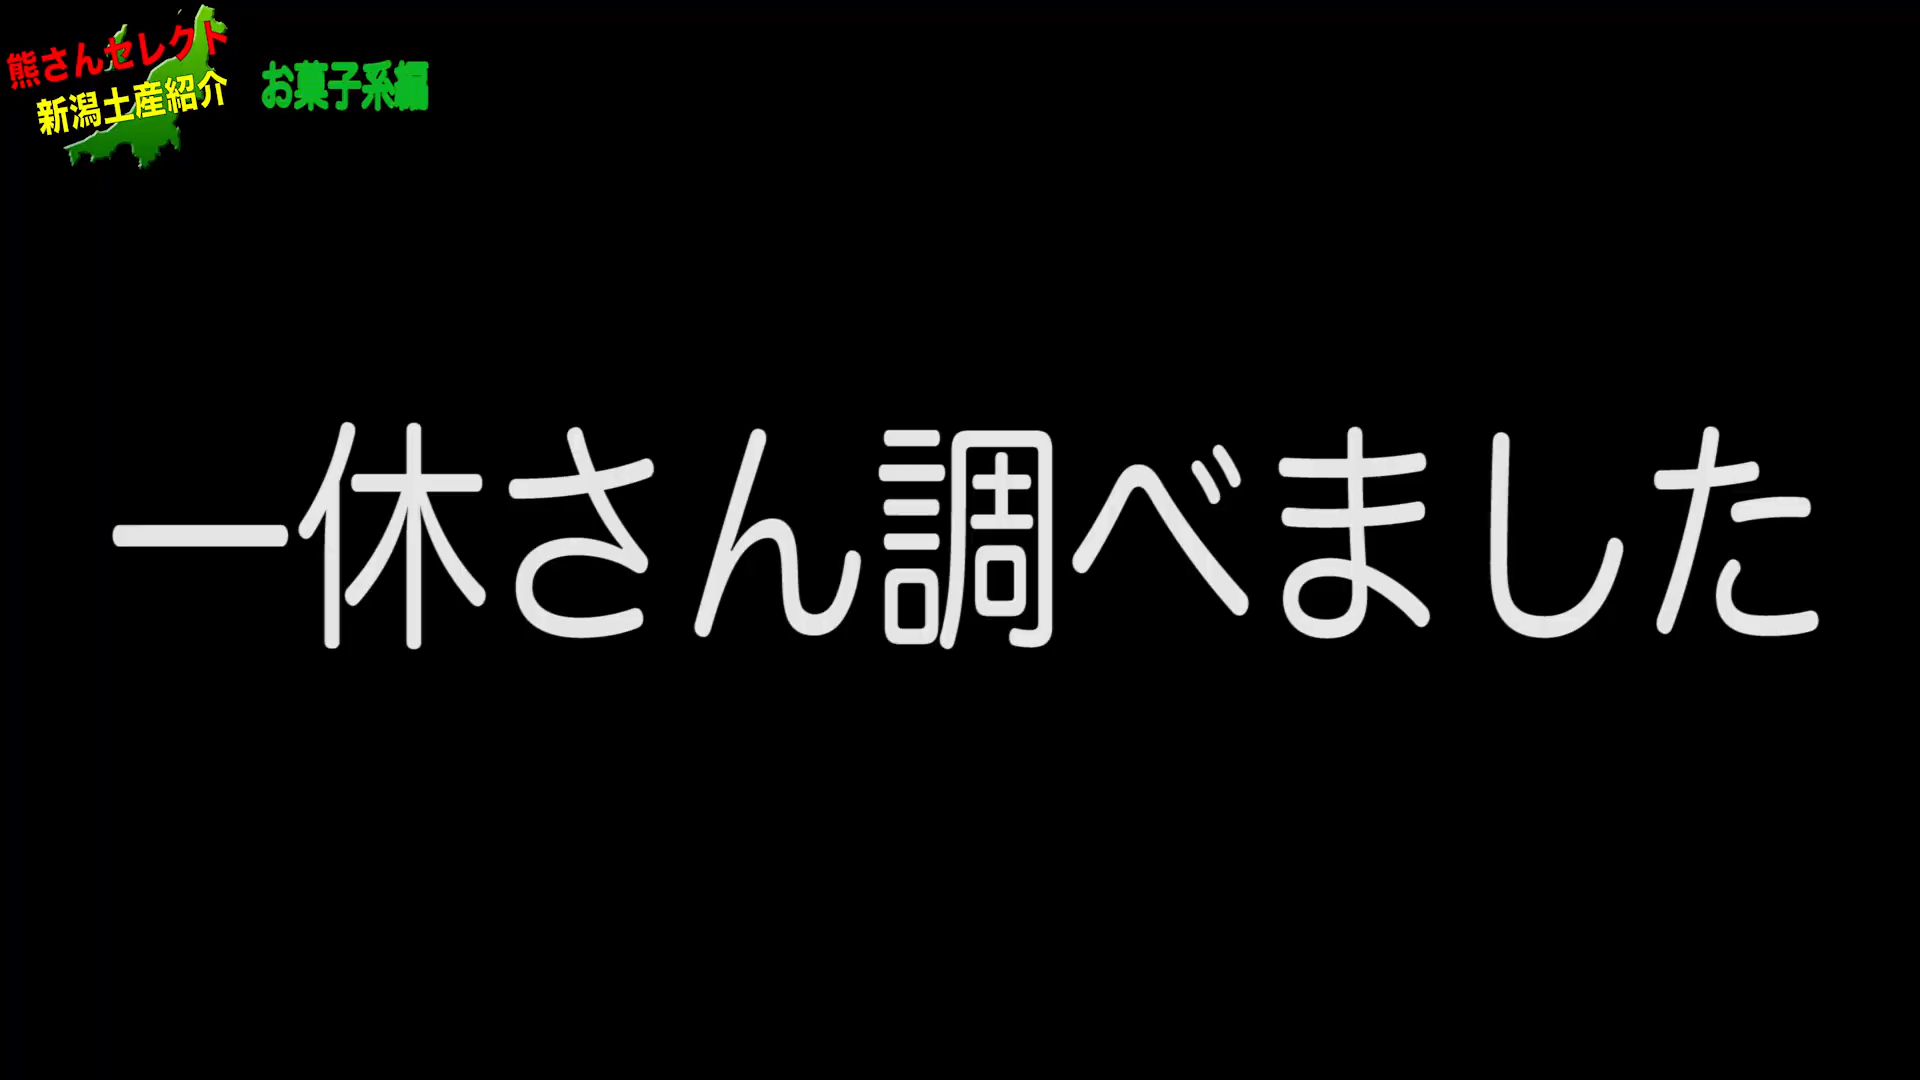 熊さんセレクト
新潟土産紹介
お菓子系編
一休さん調べました